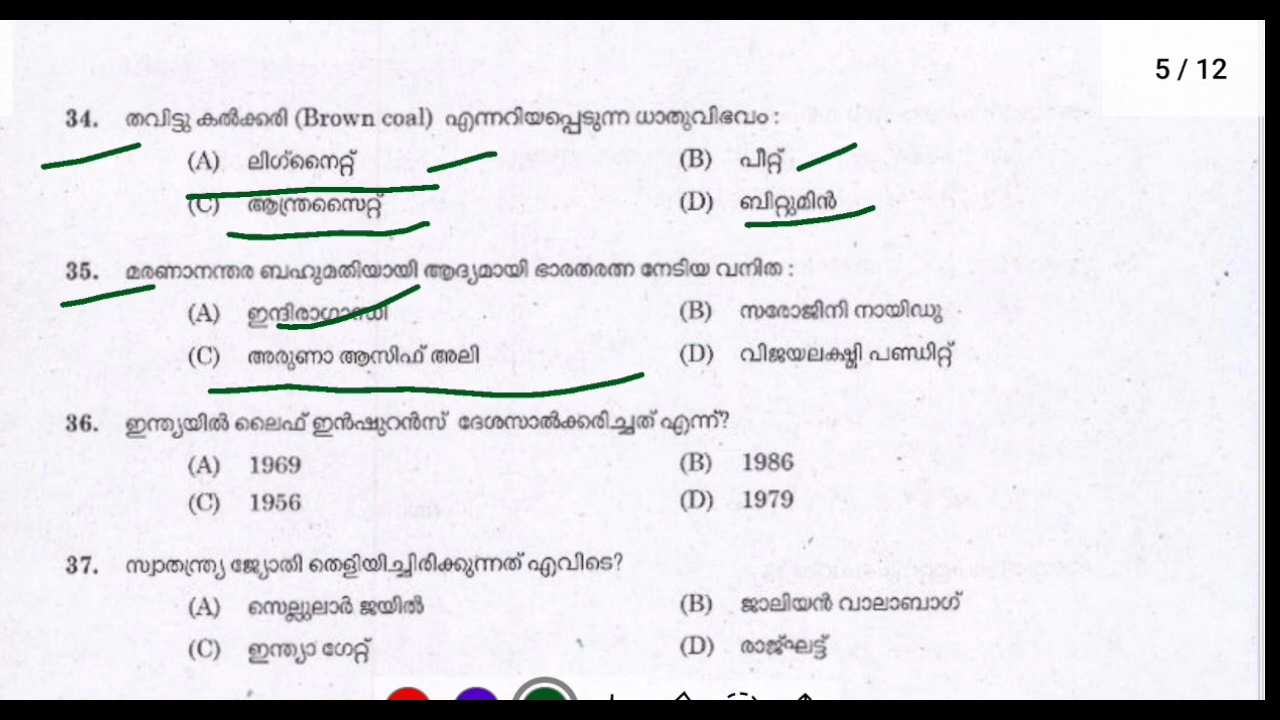 5 / 12
34. തവിട്ടു കൽക്കരി (Brown coal) എന്നറിയപ്പെടുന്ന ധാതുവിഭവം :
(A) ലിഗ്നൈറ്റ് (B) പീറ്റ്
(C) ആന്ത്രസൈറ്റ് (D) ബിറ്റുമിൻ
35. മരണാനന്തര ബഹുമതിയായി ആദ്യമായി ഭാരതരത്ന നേടിയ വനിത :
(A) ഇന്ദിരാഗാന്ധി (B) സരോജിനി നായിഡു
(C) അരുണാ ആസിഫ് അലി (D) വിജയലക്ഷ്മി പണ്ഡിറ്റ്
36. ഇന്ത്യയിൽ ലൈഫ് ഇൻഷുറൻസ് ദേശസാൽക്കരിച്ചത് എന്ന്?
(A) 1969 (B) 1986
(C) 1956 (D) 1979
37. സ്വാതന്ത്ര്യ ജ്യോതി തെളിയിച്ചിരിക്കുന്നത് എവിടെ?
(A) സെല്ലുലാർ ജയിൽ (B) ജാലിയൻ വാലാബാഗ്
(C) ഇന്ത്യാ ഗേറ്റ് (D) രാജ്ഘട്ട്